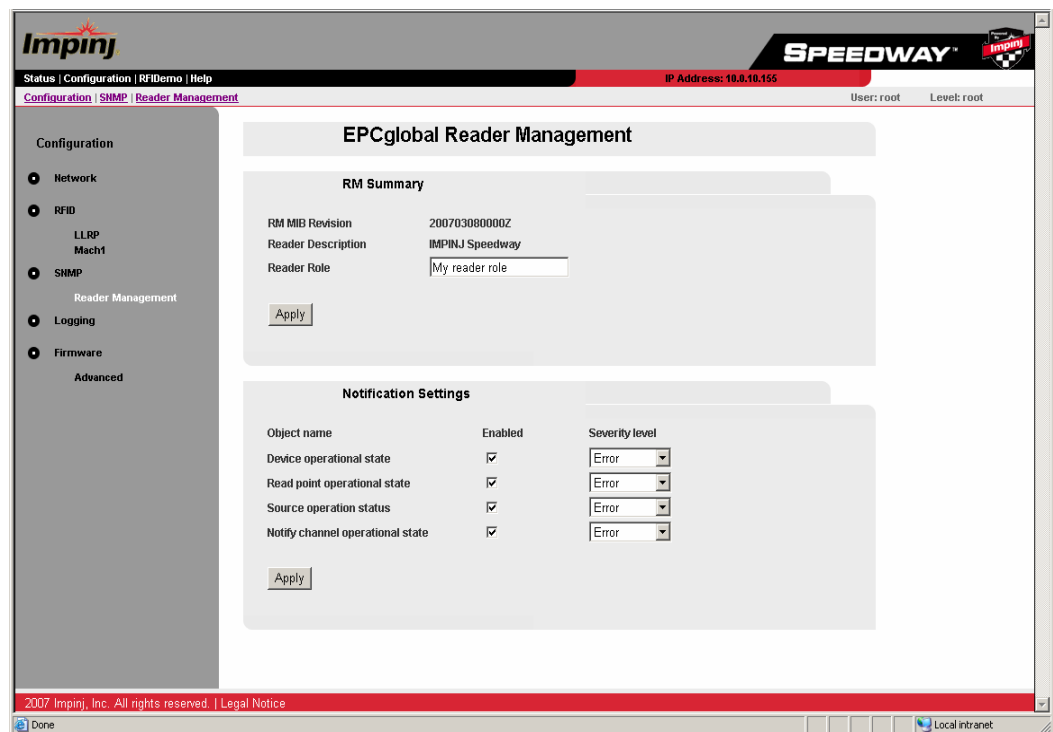 Impinj
SPEEDWAY™
Powered By Impinj
Status | Configuration | RFIDemo | Help
IP Address: 10.0.10.155
Configuration | SNMP | Reader Management
User: root Level: root
Configuration
Network
RFID
LLRP
Mach1
SNMP
Reader Management
Logging
Firmware
Advanced
EPCglobal Reader Management
RM Summary
RM MIB Revision 200703080000Z
Reader Description IMPINJ Speedway
Reader Role My reader role
Apply
Notification Settings
Object name Enabled Severity level
Device operational state Error
Read point operational state Error
Source operation status Error
Notify channel operational state Error
Apply
2007 Impinj, Inc. All rights reserved. | Legal Notice
Done
Local intranet